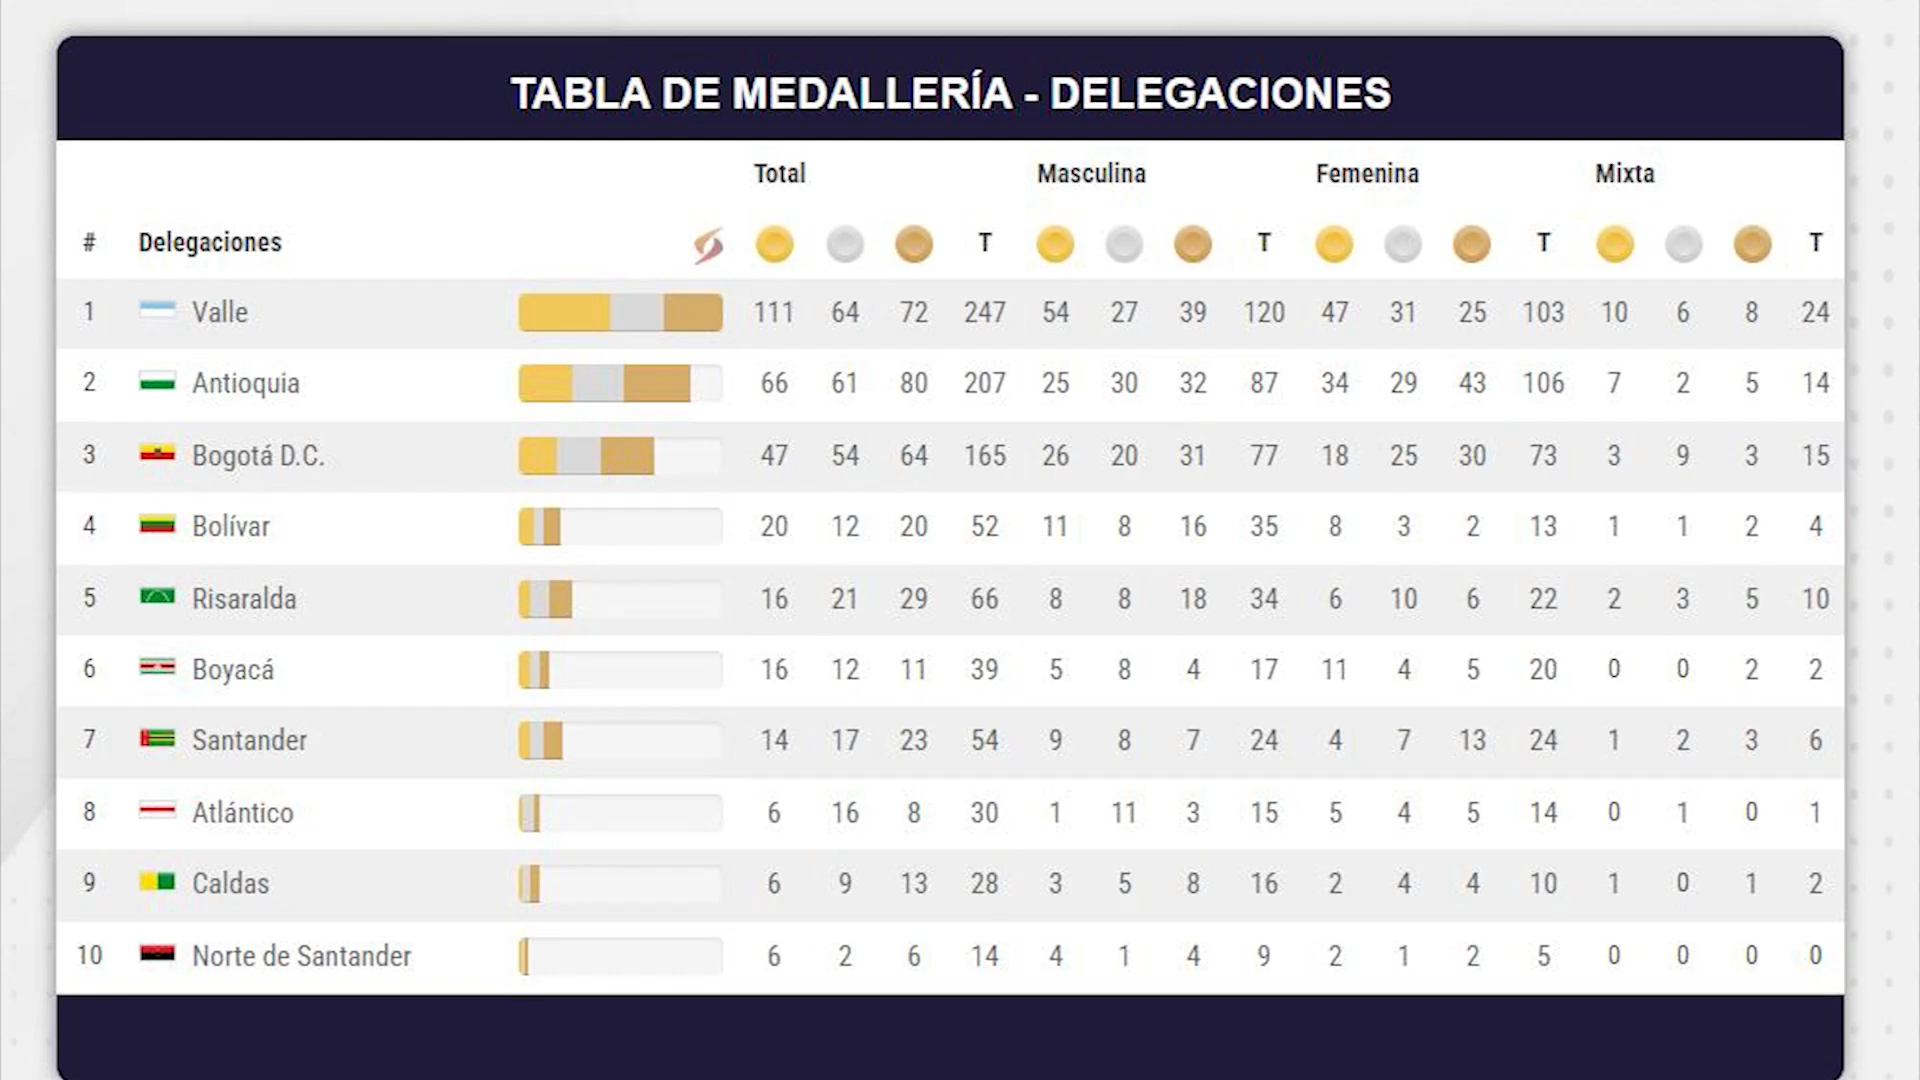 TABLA DE MEDALLERÍA - DELEGACIONES
Total Masculina Femenina Mixta
# Delegaciones T T T T
1 Valle 111 64 72 247 54 27 39 120 47 31 25 103 10 6 8 24
2 Antioquia 66 61 80 207 25 30 32 87 34 29 43 106 7 2 5 14
3 Bogotá D.C. 47 54 64 165 26 20 31 77 18 25 30 73 3 9 3 15
4 Bolívar 20 12 20 52 11 8 16 35 8 3 2 13 1 1 2 4
5 Risaralda 16 21 29 66 8 8 18 34 6 10 6 22 2 3 5 10
6 Boyacá 16 12 11 39 5 8 4 17 11 4 5 20 0 0 2 2
7 Santander 14 17 23 54 9 8 7 24 4 7 13 24 1 2 3 6
8 Atlántico 6 16 8 30 1 11 3 15 5 4 5 14 0 1 0 1
9 Caldas 6 9 13 28 3 5 8 16 2 4 4 10 1 0 1 2
10 Norte de Santander 6 2 6 14 4 1 4 9 2 1 2 5 0 0 0 0